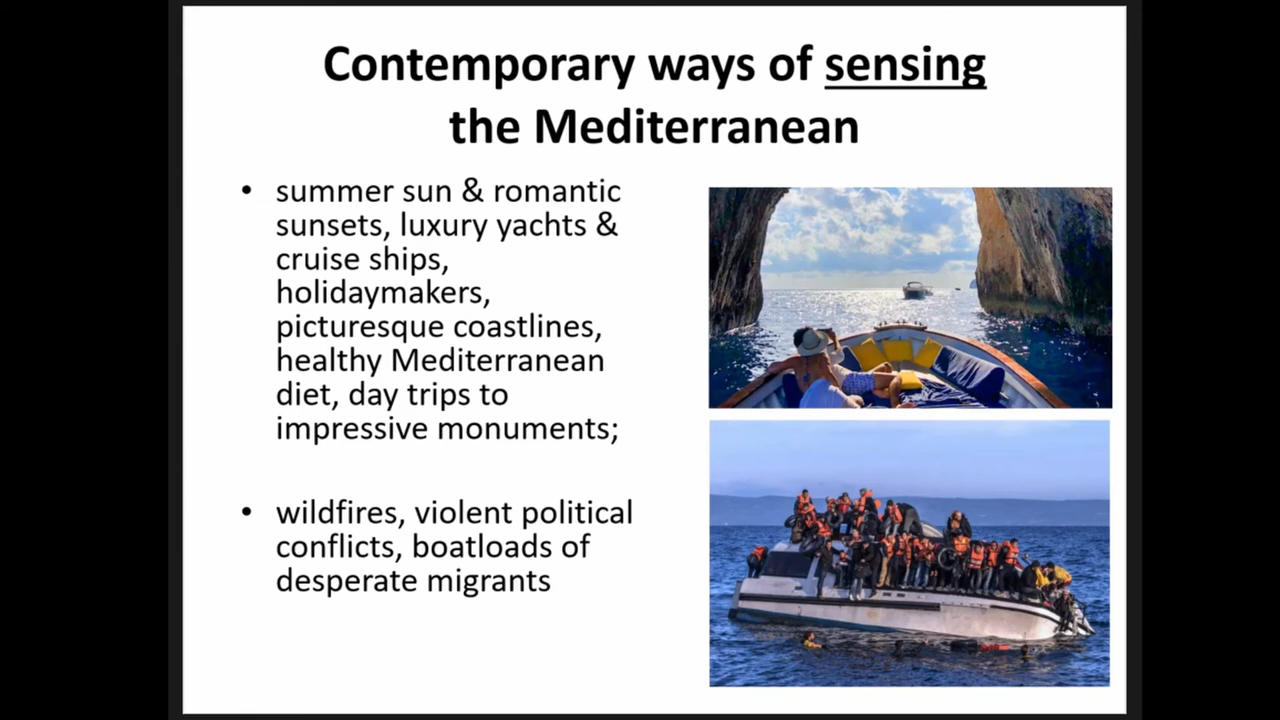 Contemporary ways of sensing
the Mediterranean
• summer sun & romantic
sunsets, luxury yachts &
cruise ships,
holidaymakers,
picturesque coastlines,
healthy Mediterranean
diet, day trips to
impressive monuments;
• wildfires, violent political
conflicts, boatloads of
desperate migrants